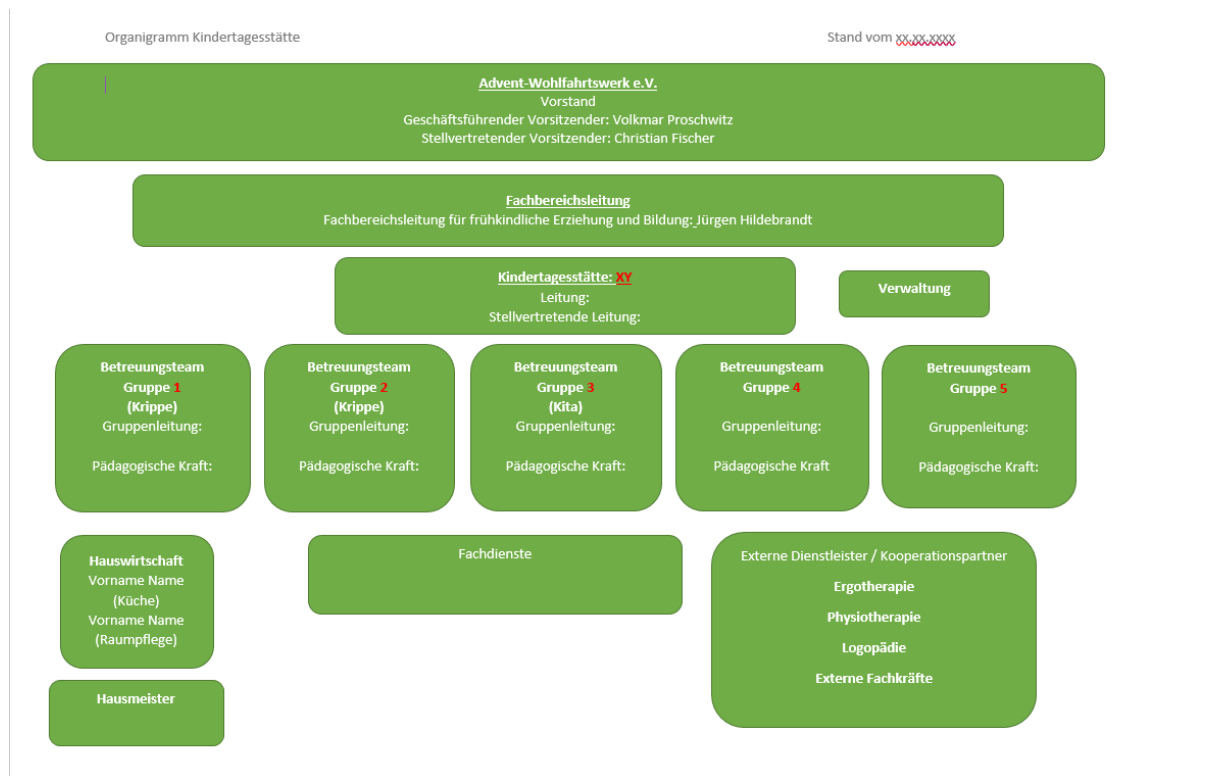 Organigramm Kindertagesstätte
Stand vom xx.xx.xxxx
Advent-Wohlfahrtswerk e.V.
Vorstand
Geschäftsführender Vorsitzender: Volkmar Proschwitz
Stellvertretender Vorsitzender: Christian Fischer
Fachbereichsleitung
Fachbereichsleitung für frühkindliche Erziehung und Bildung: Jürgen Hildebrandt
Kindertagesstätte: XY
Leitung:
Stellvertretende Leitung:
Verwaltung
Betreuungsteam
Gruppe 1
(Krippe)
Gruppenleitung:
Pädagogische Kraft:
Betreuungsteam
Gruppe 2
(Krippe)
Gruppenleitung:
Pädagogische Kraft:
Betreuungsteam
Gruppe 3
(Kita)
Gruppenleitung:
Pädagogische Kraft:
Betreuungsteam
Gruppe 4
Gruppenleitung:
Pädagogische Kraft
Betreuungsteam
Gruppe 5
Gruppenleitung:
Pädagogische Kraft:
Hauswirtschaft
Vorname Name
(Küche)
Vorname Name
(Raumpflege)
Fachdienste
Externe Dienstleister / Kooperationspartner
Ergotherapie
Physiotherapie
Logopädie
Externe Fachkräfte
Hausmeister